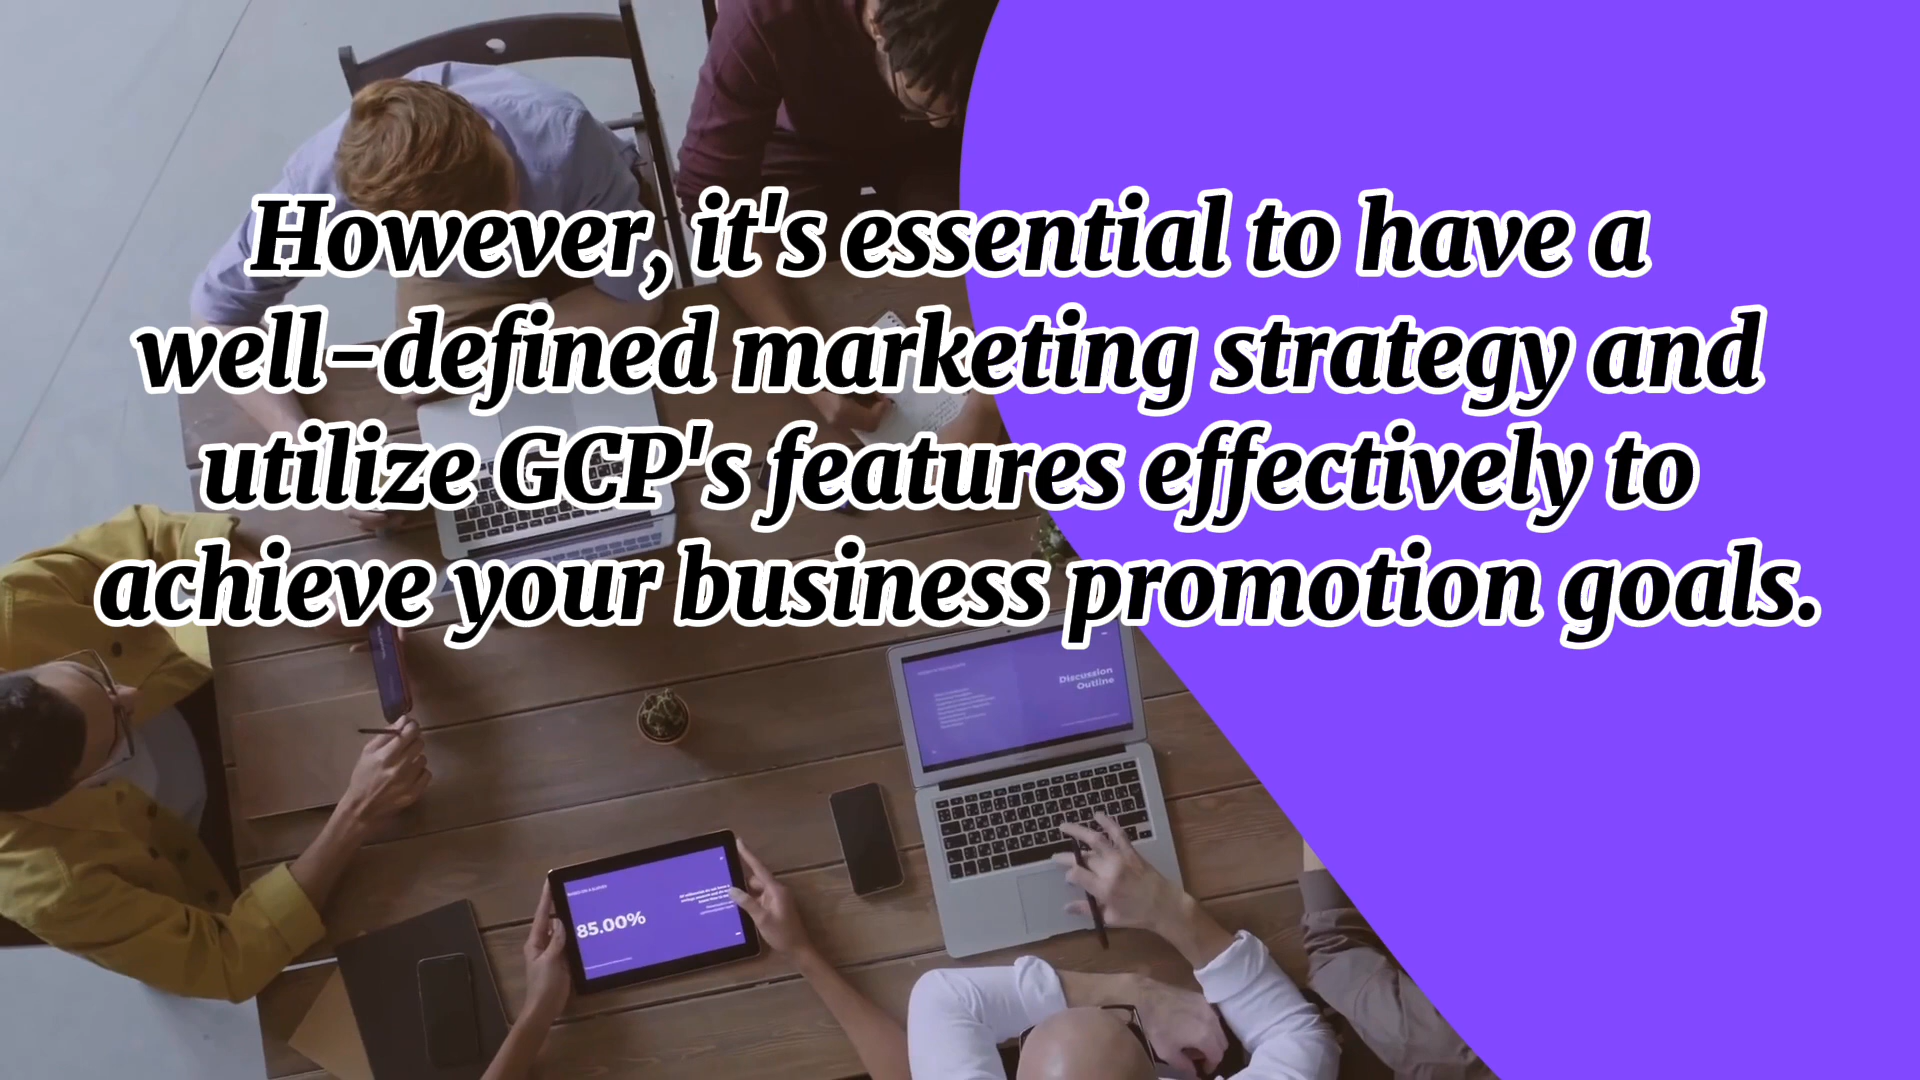 However, it's essential to have a
well-defined marketing strategy and
utilize GCP's features effectively to
achieve your business promotion goals.
Discussion
Outline
85.00%